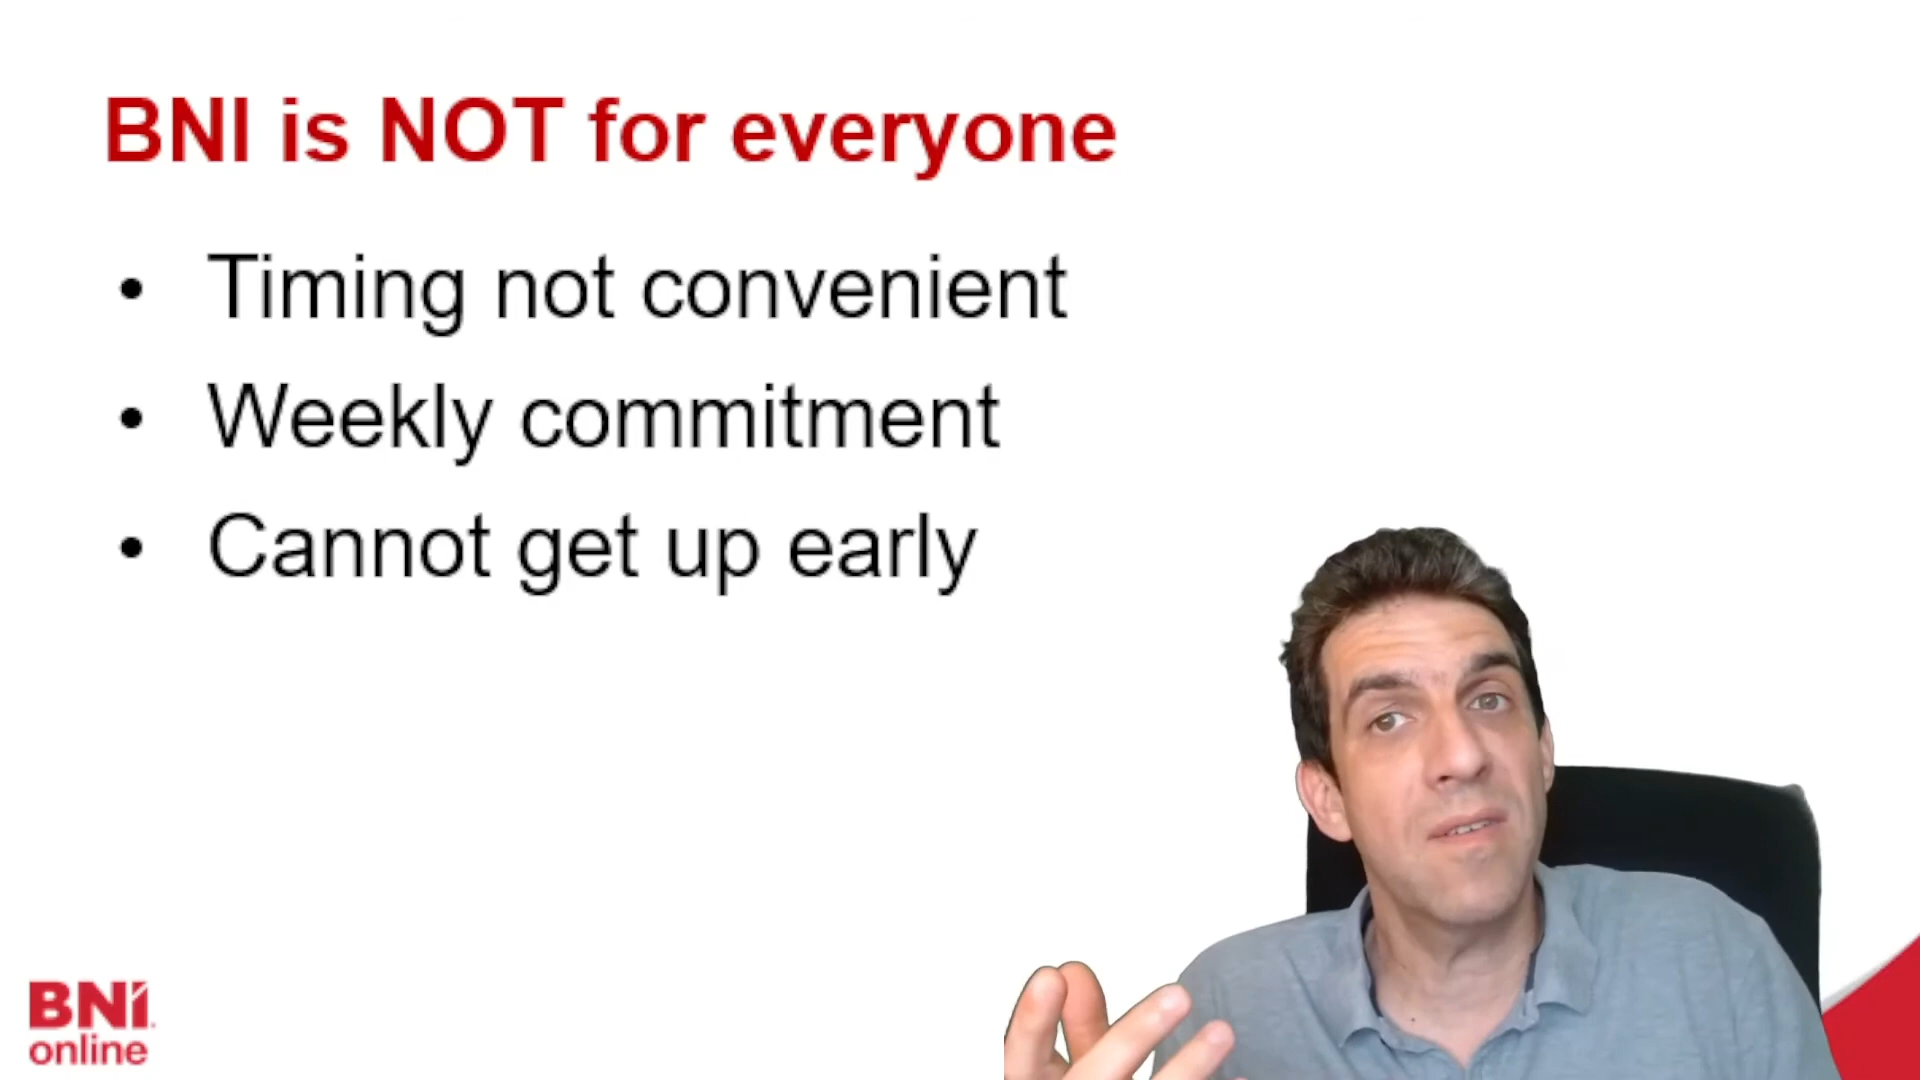 BNI is NOT for everyone
• Timing not convenient
• Weekly commitment
• Cannot get up early
BNI
online